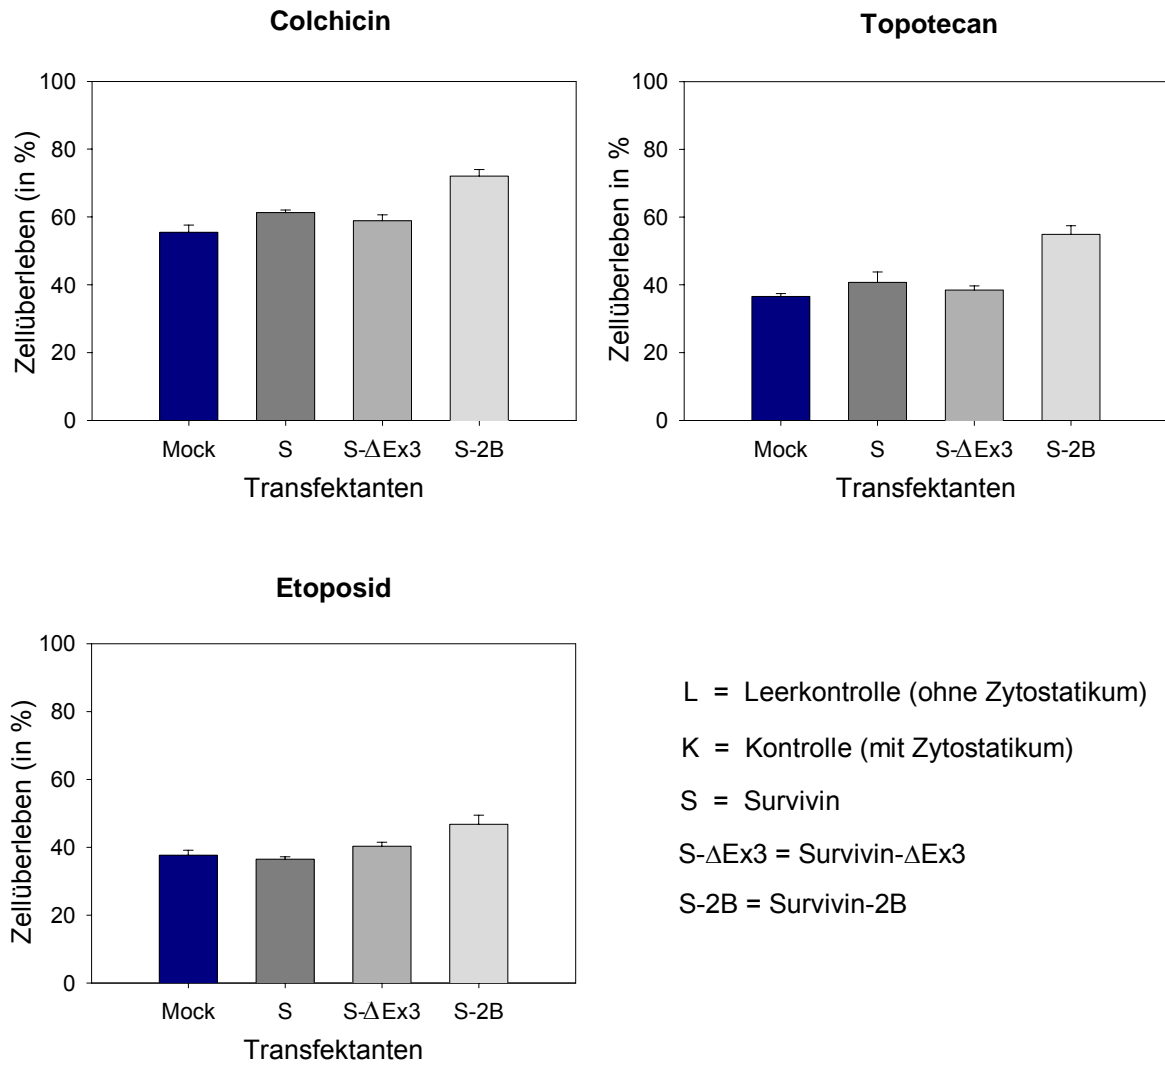 Colchicin
Zellüberleben (in %)
100
80
60
40
20
0
Mock S S-ΔEx3 S-2B
Transfektanten
Topotecan
Zellüberleben in %
100
80
60
40
20
0
Mock S S-ΔEx3 S-2B
Transfektanten
Etoposid
Zellüberleben (in %)
100
80
60
40
20
0
Mock S S-ΔEx3 S-2B
Transfektanten
L = Leerkontrolle (ohne Zytostatikum)
K = Kontrolle (mit Zytostatikum)
S = Survivin
S-ΔEx3 = Survivin-ΔEx3
S-2B = Survivin-2B